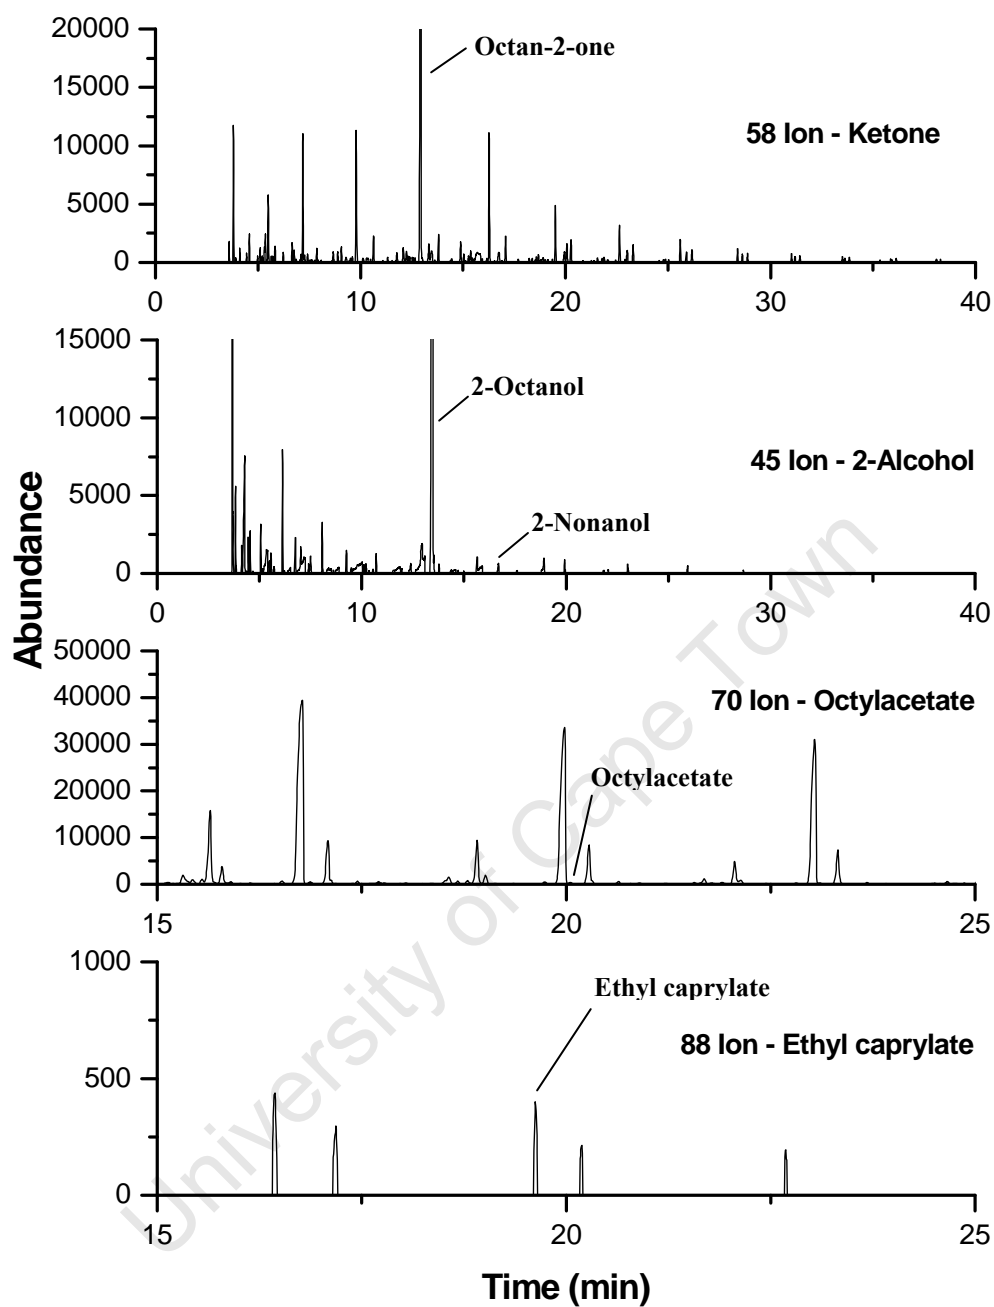 20000
15000
10000
5000
0
Octan-2-one
58 Ion - Ketone
0 10 20 30 40
15000
10000
5000
0
2-Octanol
45 Ion - 2-Alcohol
2-Nonanol
0 10 20 30 40
Abundance
50000
40000
30000
20000
10000
0
70 Ion - Octylacetate
Octylacetate
15 20 25
1000
500
0
Ethyl caprylate
88 Ion - Ethyl caprylate
15 20 25
Time (min)
University of Cape Town